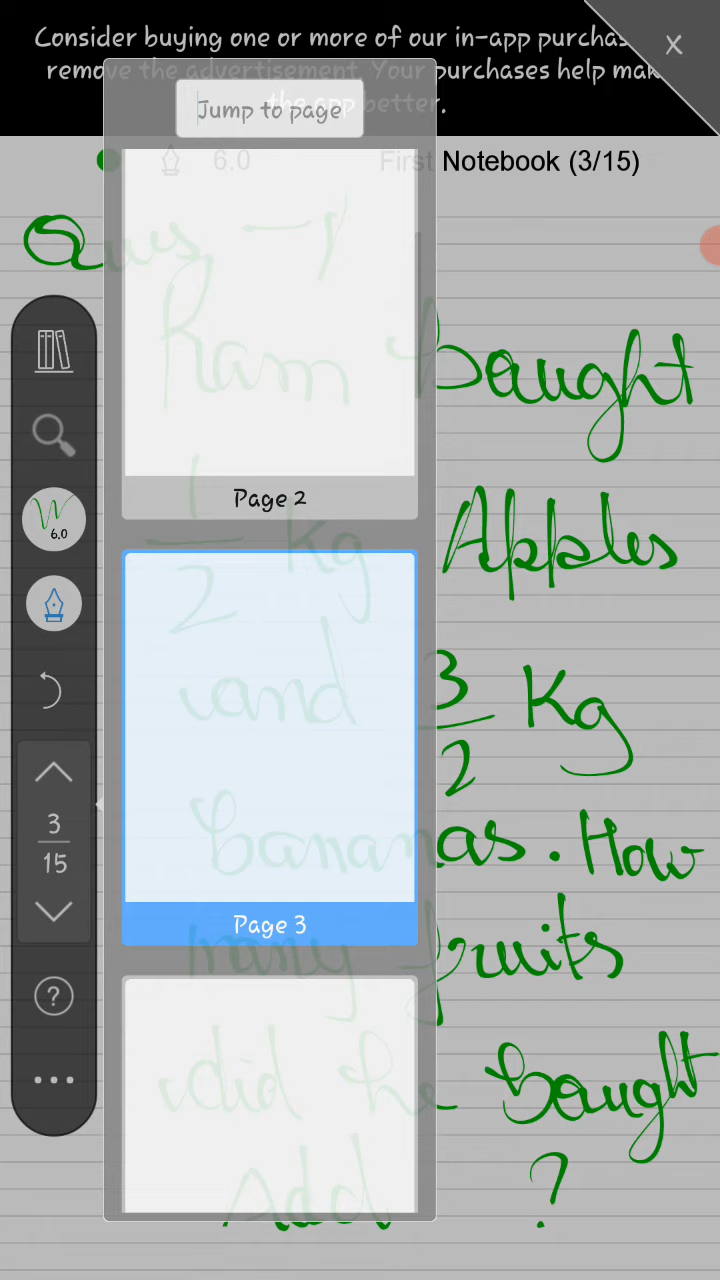 Consider buying one or more of our in-app purchas
remove the advertisement. Your purchases help mak
the app better.
Jump to page
6.0 First Notebook (3/15)
Ques. - 1
Ram bought
Page 2
1/2 Kg Apples
6.0
and 3/2 Kg
3
15
bananas. How
Page 3
many fruits
?
did he bought
Add ?